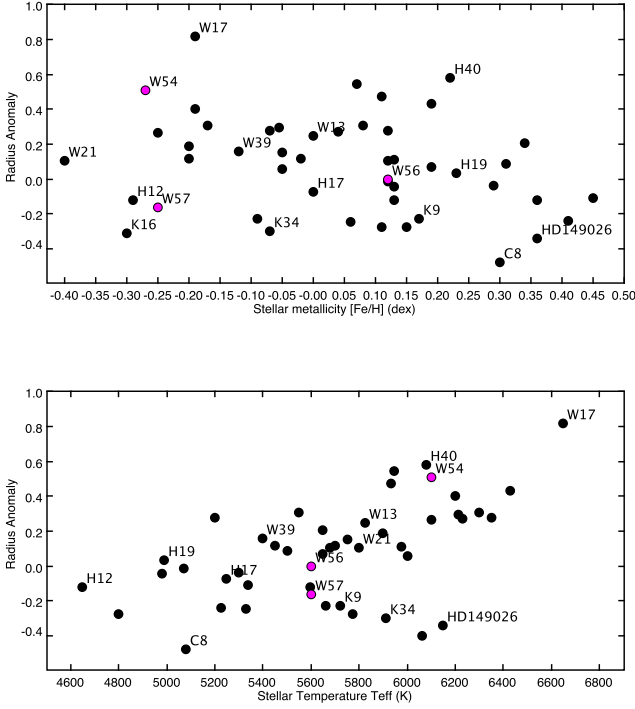 1.0
W17
0.8
H40
0.6
W54
0.4
W13
0.2
W39
W21
H19
W56
0.0
H17
H12
W57
K9
-0.2
K34
K16
HD149026
-0.4
C8
Radius Anomaly
-0.40 -0.35 -0.30 -0.25 -0.20 -0.15 -0.10 -0.05 -0.00 0.05 0.10 0.15 0.20 0.25 0.30 0.35 0.40 0.45 0.50
Stellar metallicity [Fe/H] (dex)
1.0
W17
0.8
H40
0.6
W54
0.4
W13
0.2
W39
W21
H19
W56
0.0
H17
H12
W57
K9
-0.2
K34
HD149026
-0.4
C8
Radius Anomaly
4600 4800 5000 5200 5400 5600 5800 6000 6200 6400 6600 6800
Stellar Temperature Teff (K)